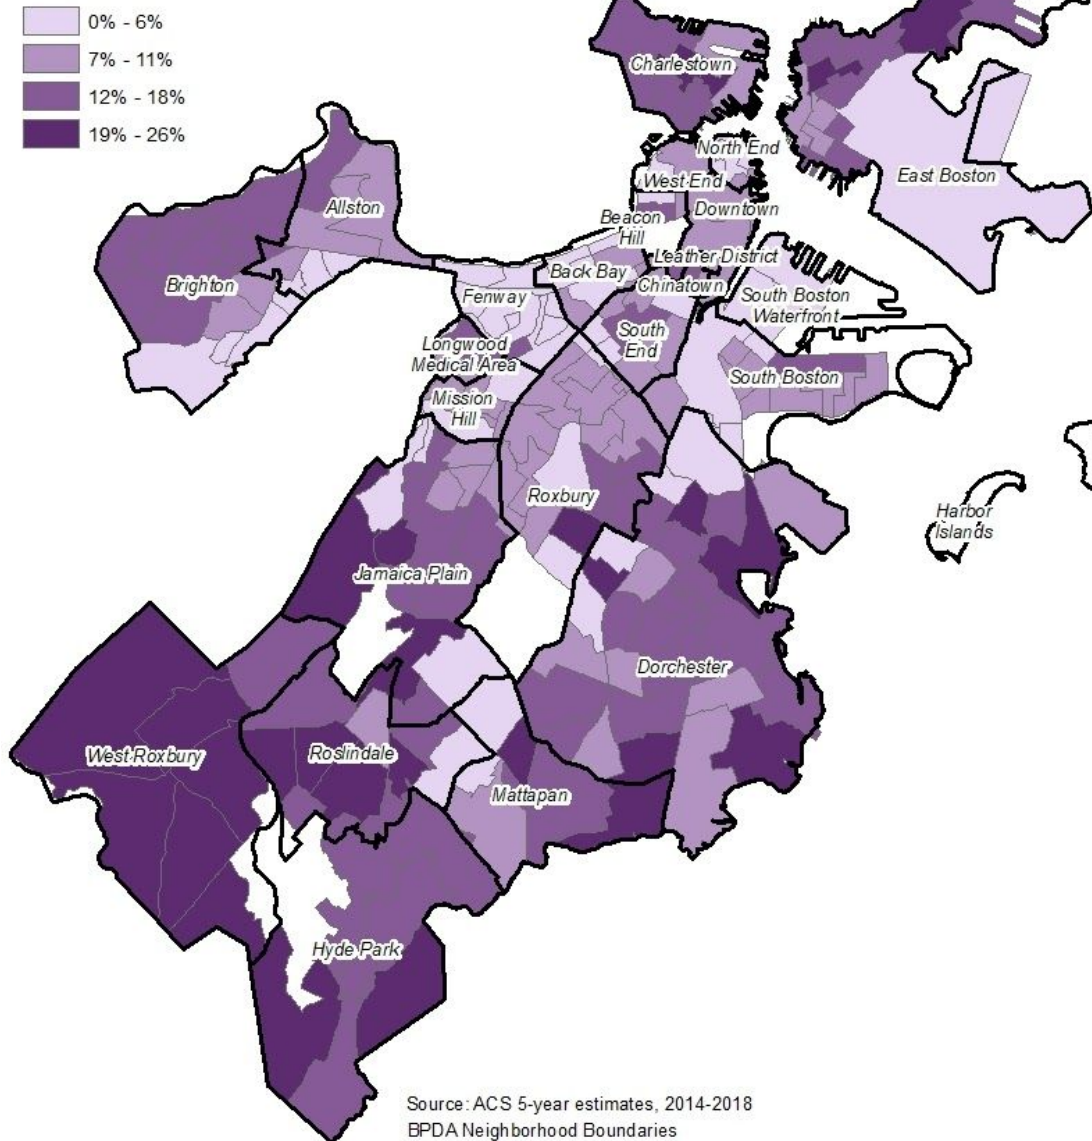 0% - 6%
7% - 11%
12% - 18%
19% - 26%
Charlestown
North End
West End
East Boston
Allston
Downtown
Beacon
Hill
Leather District
Back Bay
Brighton
Chinatown
Fenway
South Boston
Waterfront
South
End
Longwood
Medical Area
South Boston
Mission
Hill
Roxbury
Harbor
Islands
Jamaica Plain
Dorchester
West Roxbury
Roslindale
Mattapan
Hyde Park
Source: ACS 5-year estimates, 2014-2018
BPDA Neighborhood Boundaries